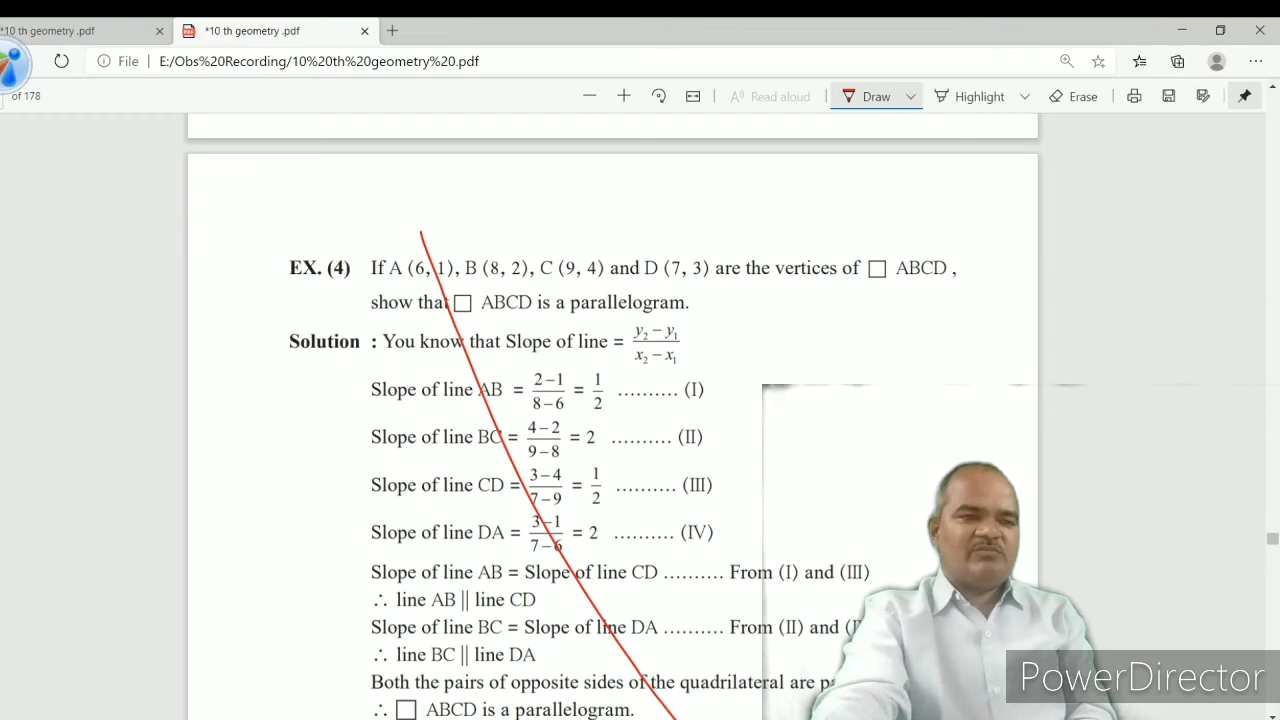 *10 th geometry .pdf
*10 th geometry .pdf
File | E:/Obs%20Recording/10%20th%20geometry%20.pdf
of 178
Read aloud
Draw
Highlight
Erase
EX. (4) If A (6, 1), B (8, 2), C (9, 4) and D (7, 3) are the vertices of □ ABCD ,
show that □ ABCD is a parallelogram.
Solution : You know that Slope of line = (y₂ – y₁)/(x₂ – x₁)
Slope of line AB = (2 – 1)/(8 – 6) = 1/2 .......... (I)
Slope of line BC = (4 – 2)/(9 – 8) = 2 .......... (II)
Slope of line CD = (3 – 4)/(7 – 9) = 1/2 .......... (III)
Slope of line DA = (3 – 1)/(7 – 6) = 2 .......... (IV)
Slope of line AB = Slope of line CD .......... From (I) and (III)
∴ line AB || line CD
Slope of line BC = Slope of line DA .......... From (II) and
∴ line BC || line DA
Both the pairs of opposite sides of the quadrilateral are
∴ □ ABCD is a parallelogram.
PowerDirector